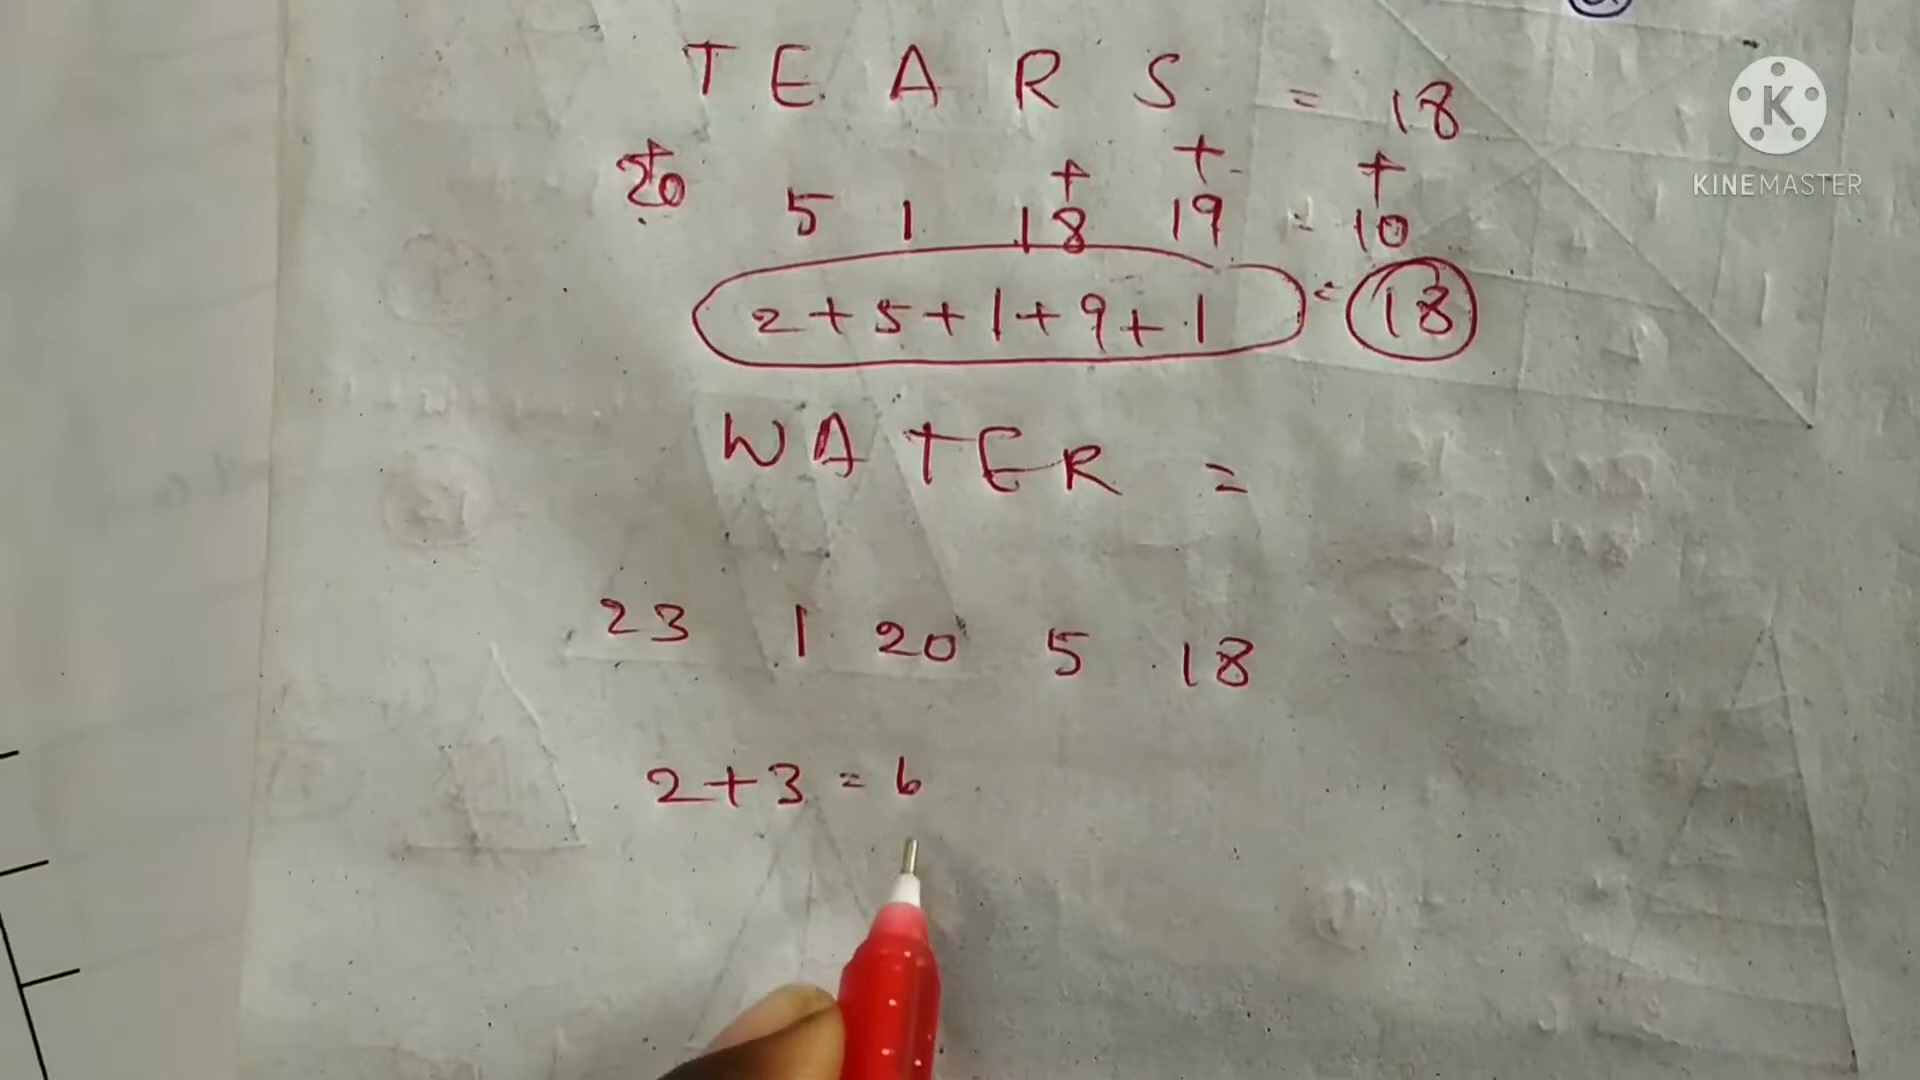 T E A R S = 18
KINEMASTER
20 + 5 1 18 + 19 + = 10 +
2 + 5 + 1 + 9 + 1 = 18
WATER =
23 1 20 5 18
2 + 3 = 6